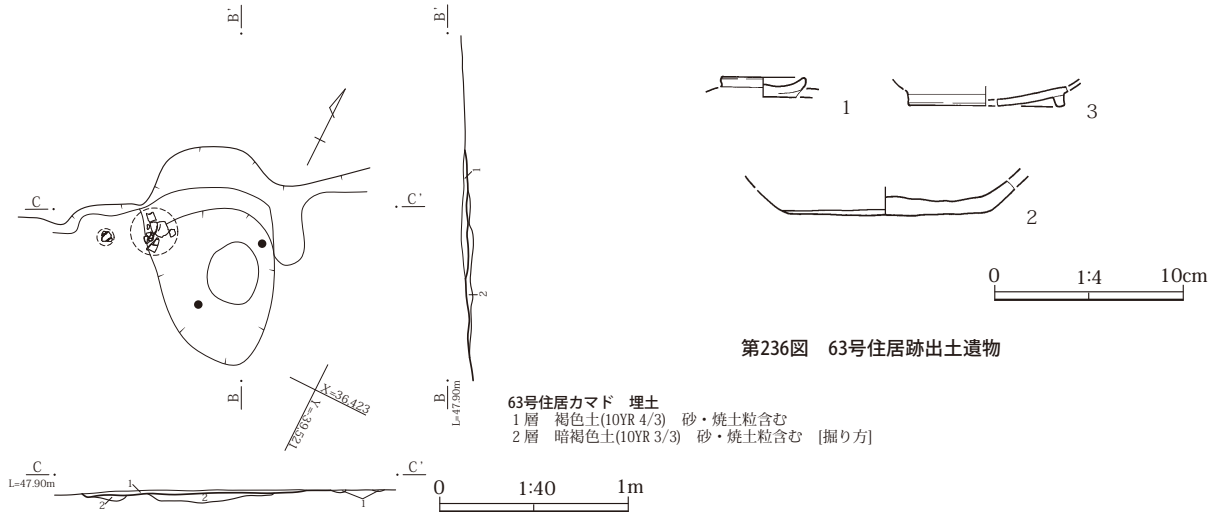 B'
B'
1
3
C
C'
1
2
2
0 1:4 10cm
第236図 63号住居跡出土遺物
X=36,423
Y=-39,521
B
B
L=47.90m
63号住居カマド 埋土
1層 褐色土(10YR 4/3) 砂・焼土粒含む
2層 暗褐色土(10YR 3/3) 砂・焼土粒含む [掘り方]
C
C'
L=47.90m
1
2
2
1
0 1:40 1m